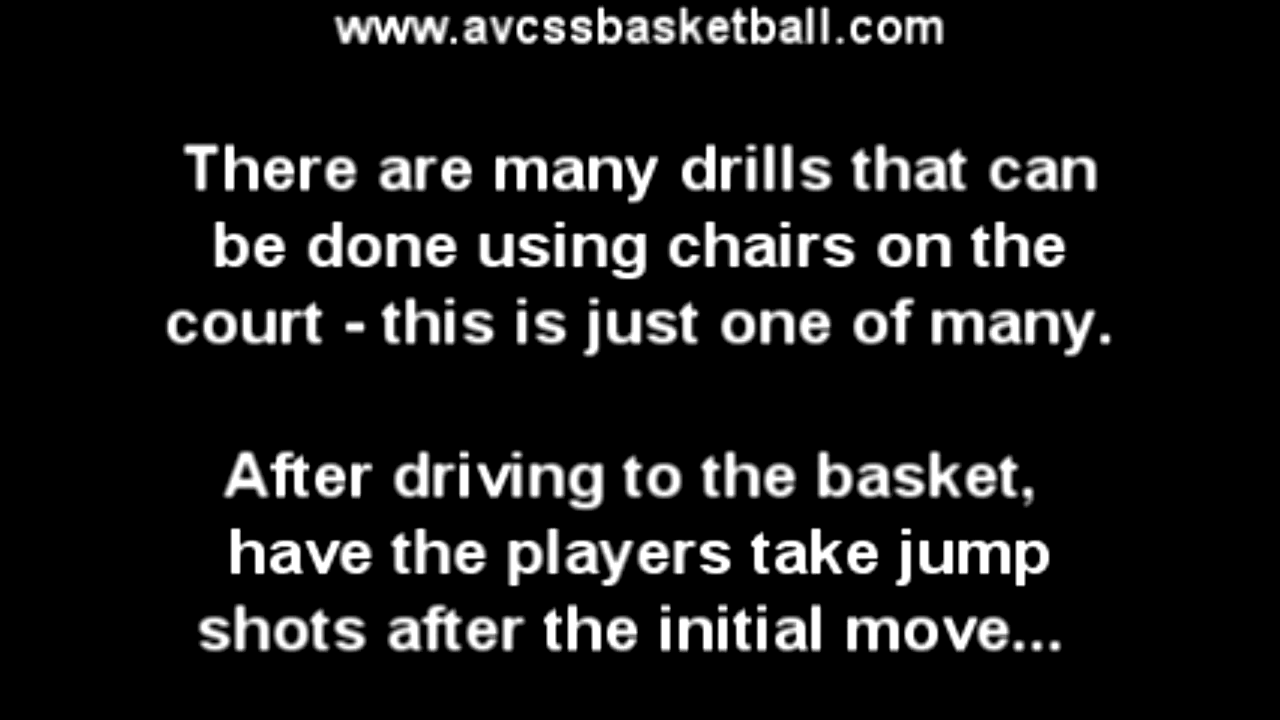 www.avcssbasketball.com
There are many drills that can
be done using chairs on the
court - this is just one of many.
After driving to the basket,
have the players take jump
shots after the initial move...